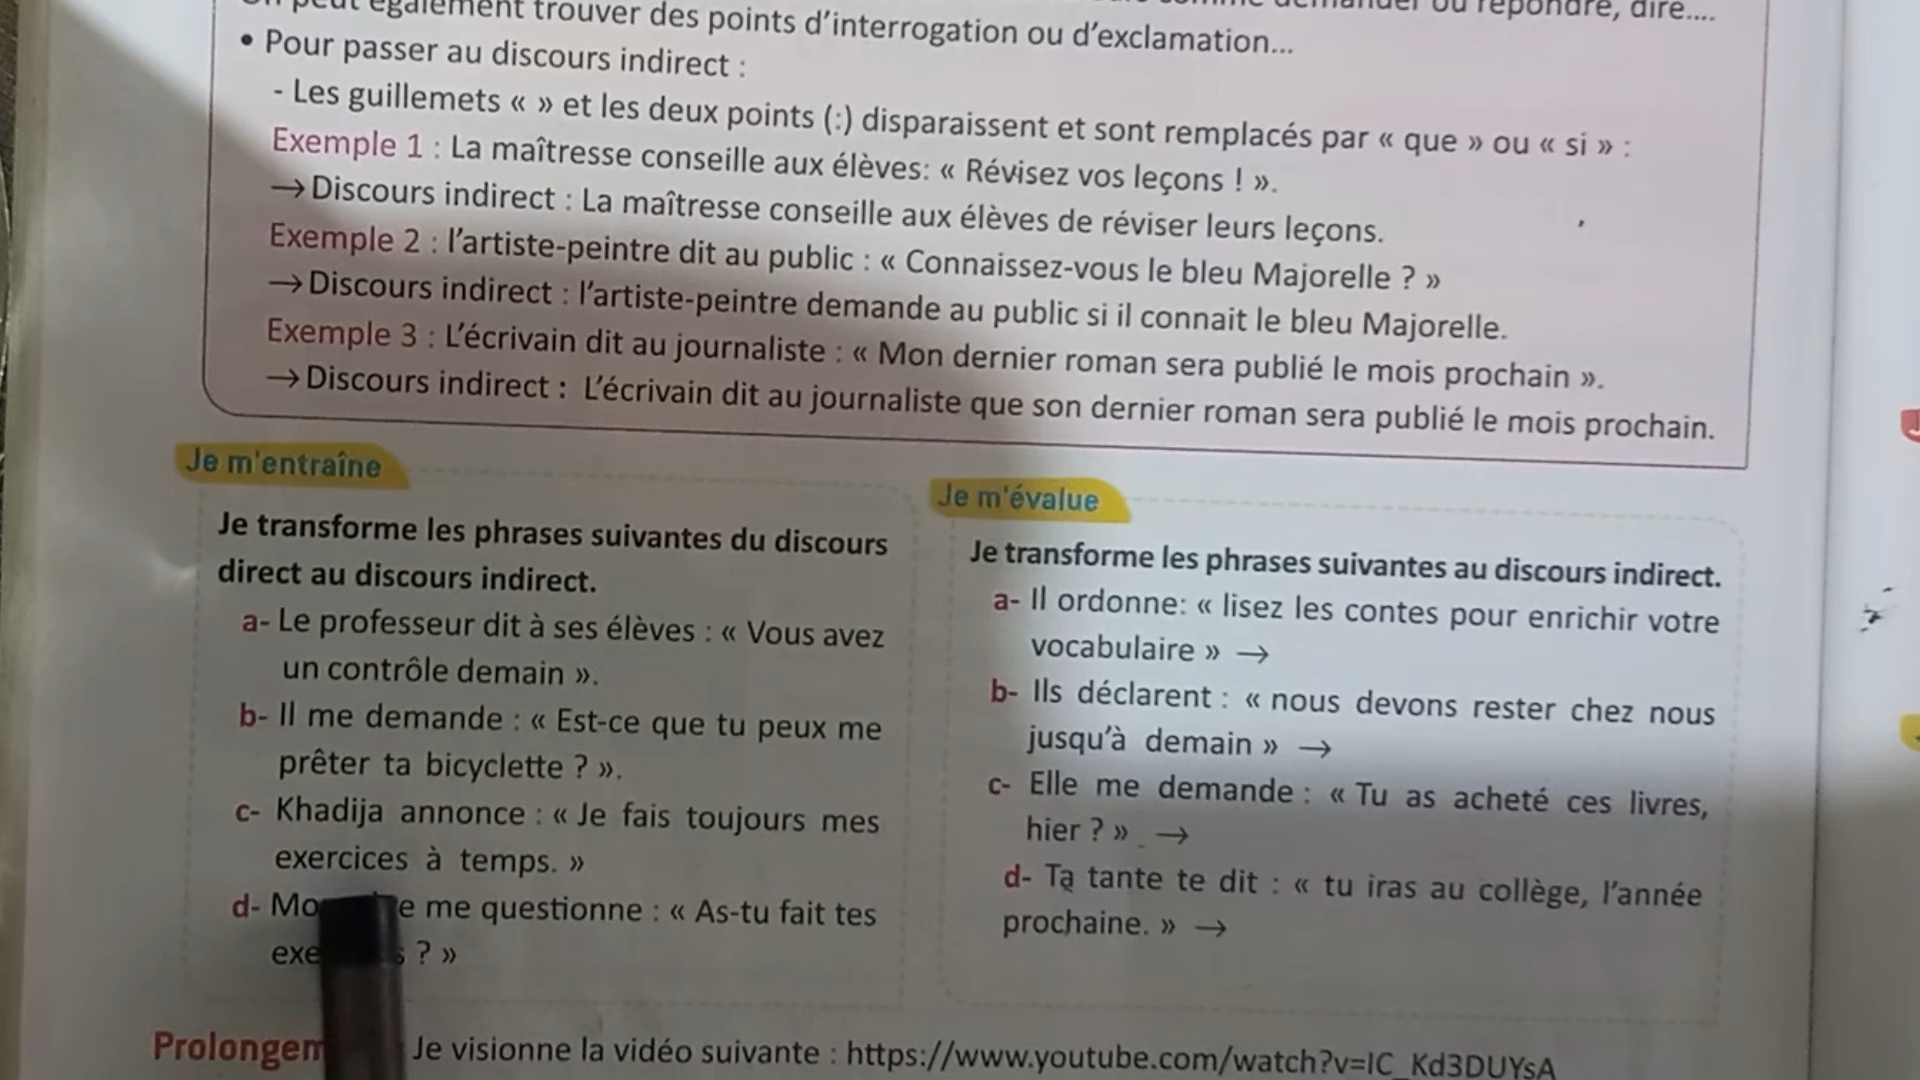 peut également trouver des points d'interrogation ou d'exclamation...
ou répondre, dire....
• Pour passer au discours indirect :
- Les guillemets « » et les deux points (:) disparaissent et sont remplacés par « que » ou « si » :
Exemple 1 : La maîtresse conseille aux élèves: « Révisez vos leçons ! ».
→ Discours indirect : La maîtresse conseille aux élèves de réviser leurs leçons.
Exemple 2 : l'artiste-peintre dit au public : « Connaissez-vous le bleu Majorelle ? »
→ Discours indirect : l'artiste-peintre demande au public si il connait le bleu Majorelle.
Exemple 3 : L'écrivain dit au journaliste : « Mon dernier roman sera publié le mois prochain ».
→ Discours indirect : L'écrivain dit au journaliste que son dernier roman sera publié le mois prochain.
Je m'entraîne
Je transforme les phrases suivantes du discours
direct au discours indirect.
a- Le professeur dit à ses élèves : « Vous avez
un contrôle demain ».
b- Il me demande : « Est-ce que tu peux me
prêter ta bicyclette ? ».
c- Khadija annonce : « Je fais toujours mes
exercices à temps. »
d- me questionne : « As-tu fait tes
? »
Je m'évalue
Je transforme les phrases suivantes au discours indirect.
a- Il ordonne: « lisez les contes pour enrichir votre
vocabulaire » →
b- Ils déclarent : « nous devons rester chez nous
jusqu'à demain » →
c- Elle me demande : « Tu as acheté ces livres,
hier ? » →
d- Ta tante te dit : « tu iras au collège, l'année
prochaine. » →
Je visionne la vidéo suivante : https://www.youtube.com/watch?v=IC_Kd3DUYsA